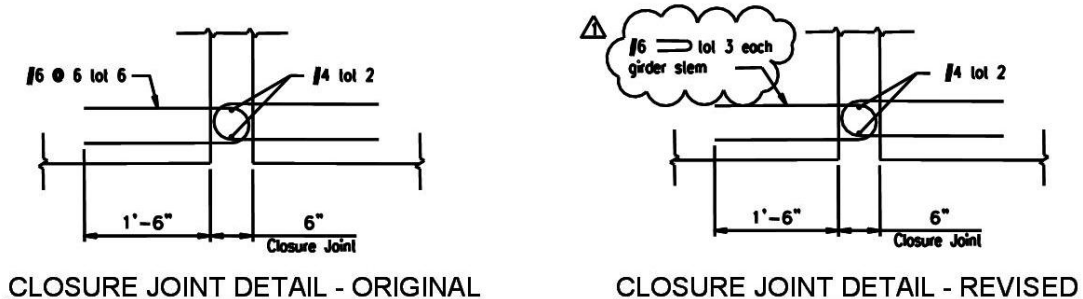 #6 @ 6 tot 6
#4 tot 2
1'-6"
6"
Closure Joint
CLOSURE JOINT DETAIL - ORIGINAL
1
#6 tot 3 each
girder stem
#4 tot 2
1'-6"
6"
Closure Joint
CLOSURE JOINT DETAIL - REVISED